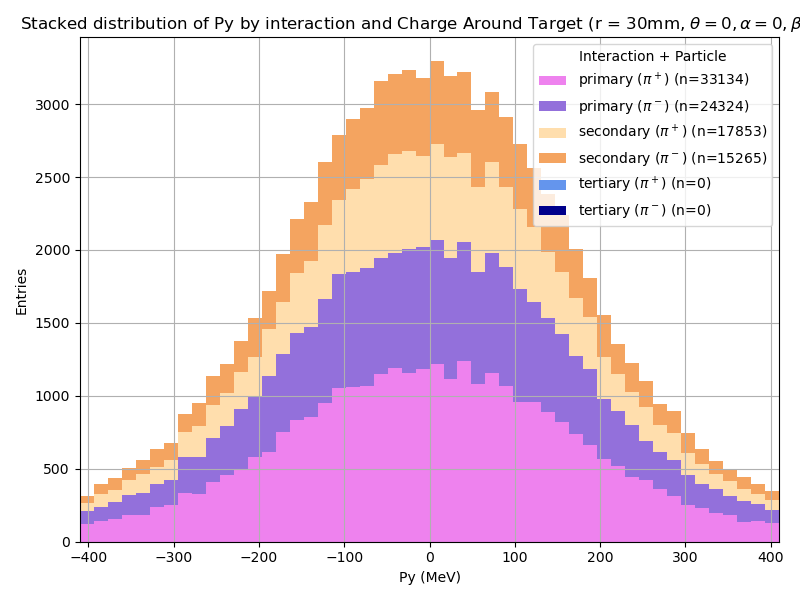 Stacked distribution of Py by interaction and Charge Around Target (r = 30mm, θ = 0, α = 0, β
Interaction + Particle
primary (π⁺) (n=33134)
primary (π⁻) (n=24324)
secondary (π⁺) (n=17853)
secondary (π⁻) (n=15265)
tertiary (π⁺) (n=0)
tertiary (π⁻) (n=0)
Entries
3000
2500
2000
1500
1000
500
0
−400 −300 −200 −100 0 100 200 300 400
Py (MeV)